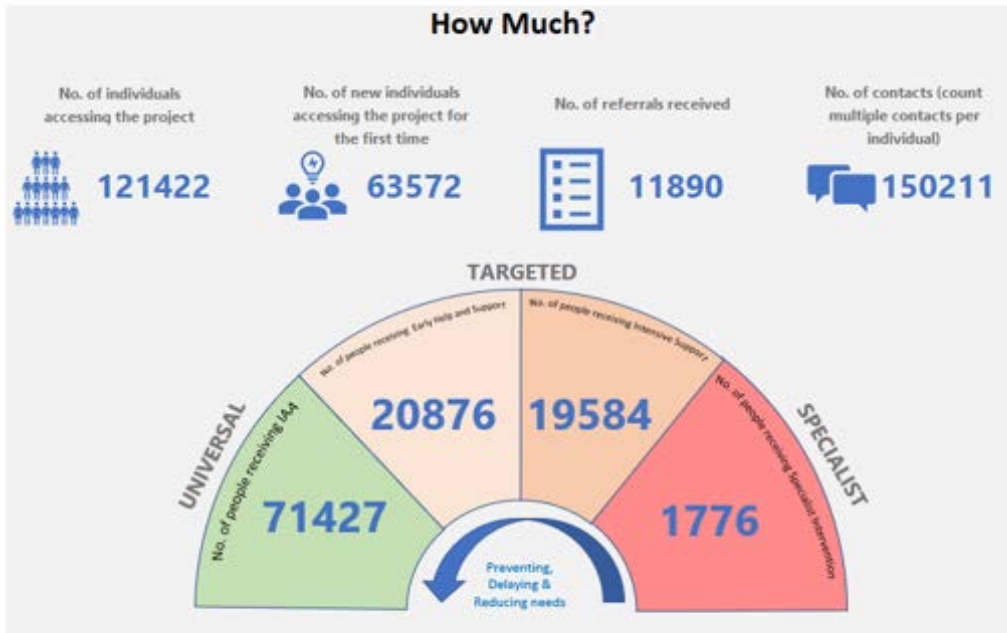 How Much?
No. of individuals
accessing the project
121422
No. of new individuals
accessing the project for
the first time
63572
No. of referrals received
11890
No. of contacts (count
multiple contacts per
individual)
150211
TARGETED
UNIVERSAL
SPECIALIST
No. of people receiving IAA
71427
No. of people receiving Early Help and Support
20876
No. of people receiving Intensive Support
19584
No. of people receiving Specialist Intervention
1776
Preventing,
Delaying &
Reducing needs